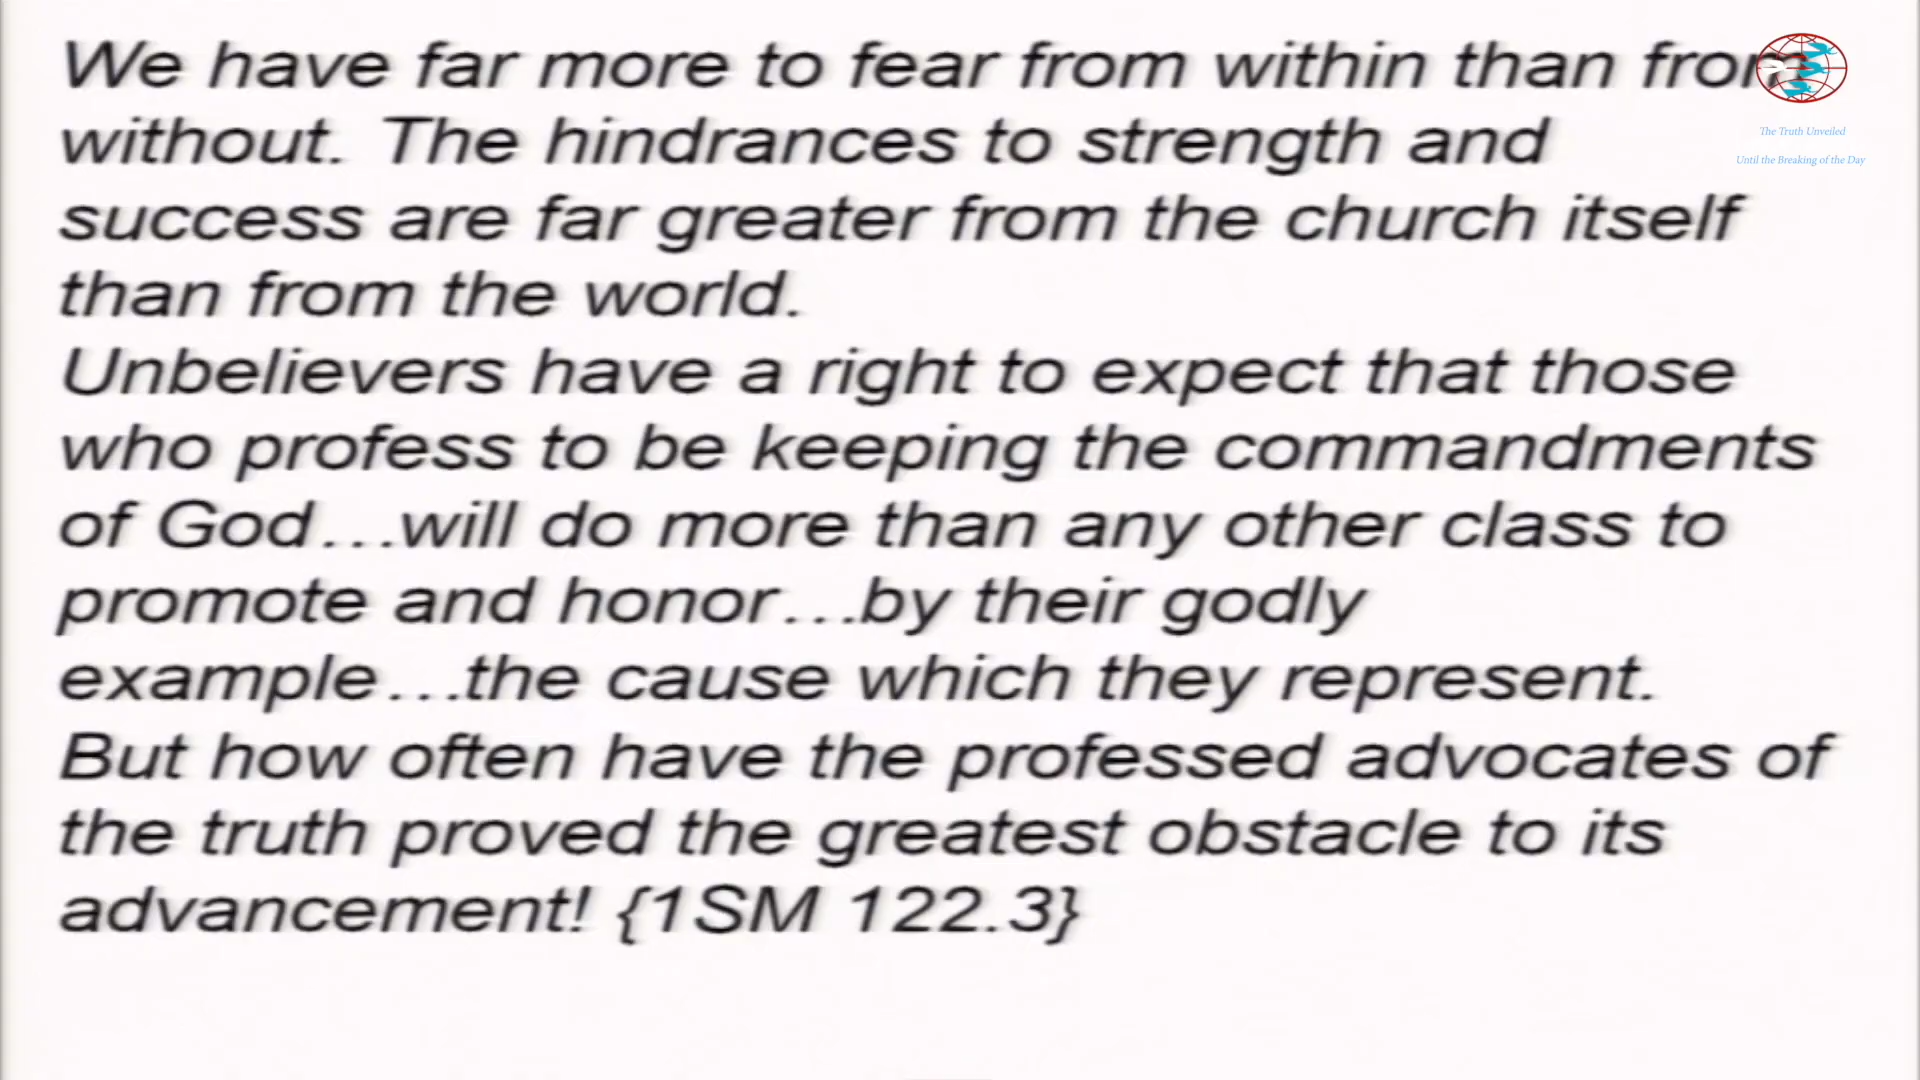 We have far more to fear from within than from
without. The hindrances to strength and
success are far greater from the church itself
than from the world.
Unbelievers have a right to expect that those
who profess to be keeping the commandments
of God…will do more than any other class to
promote and honor…by their godly
example…the cause which they represent.
But how often have the professed advocates of
the truth proved the greatest obstacle to its
advancement! {1SM 122.3}
The Truth Unveiled
Until the Breaking of the Day